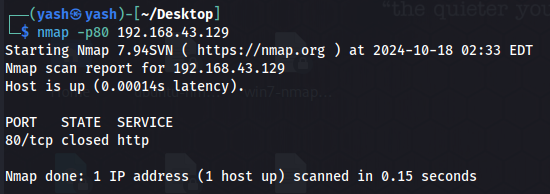 “the quieter you
┌──(yash㉿yash)-[~/Desktop]
└─$ nmap -p80 192.168.43.129
Starting Nmap 7.94SVN ( https://nmap.org ) at 2024-10-18 02:33 EDT
Nmap scan report for 192.168.43.129
Host is up (0.00014s latency).
win7-nmap...
PORT   STATE  SERVICE
80/tcp closed http
Nmap done: 1 IP address (1 host up) scanned in 0.15 seconds